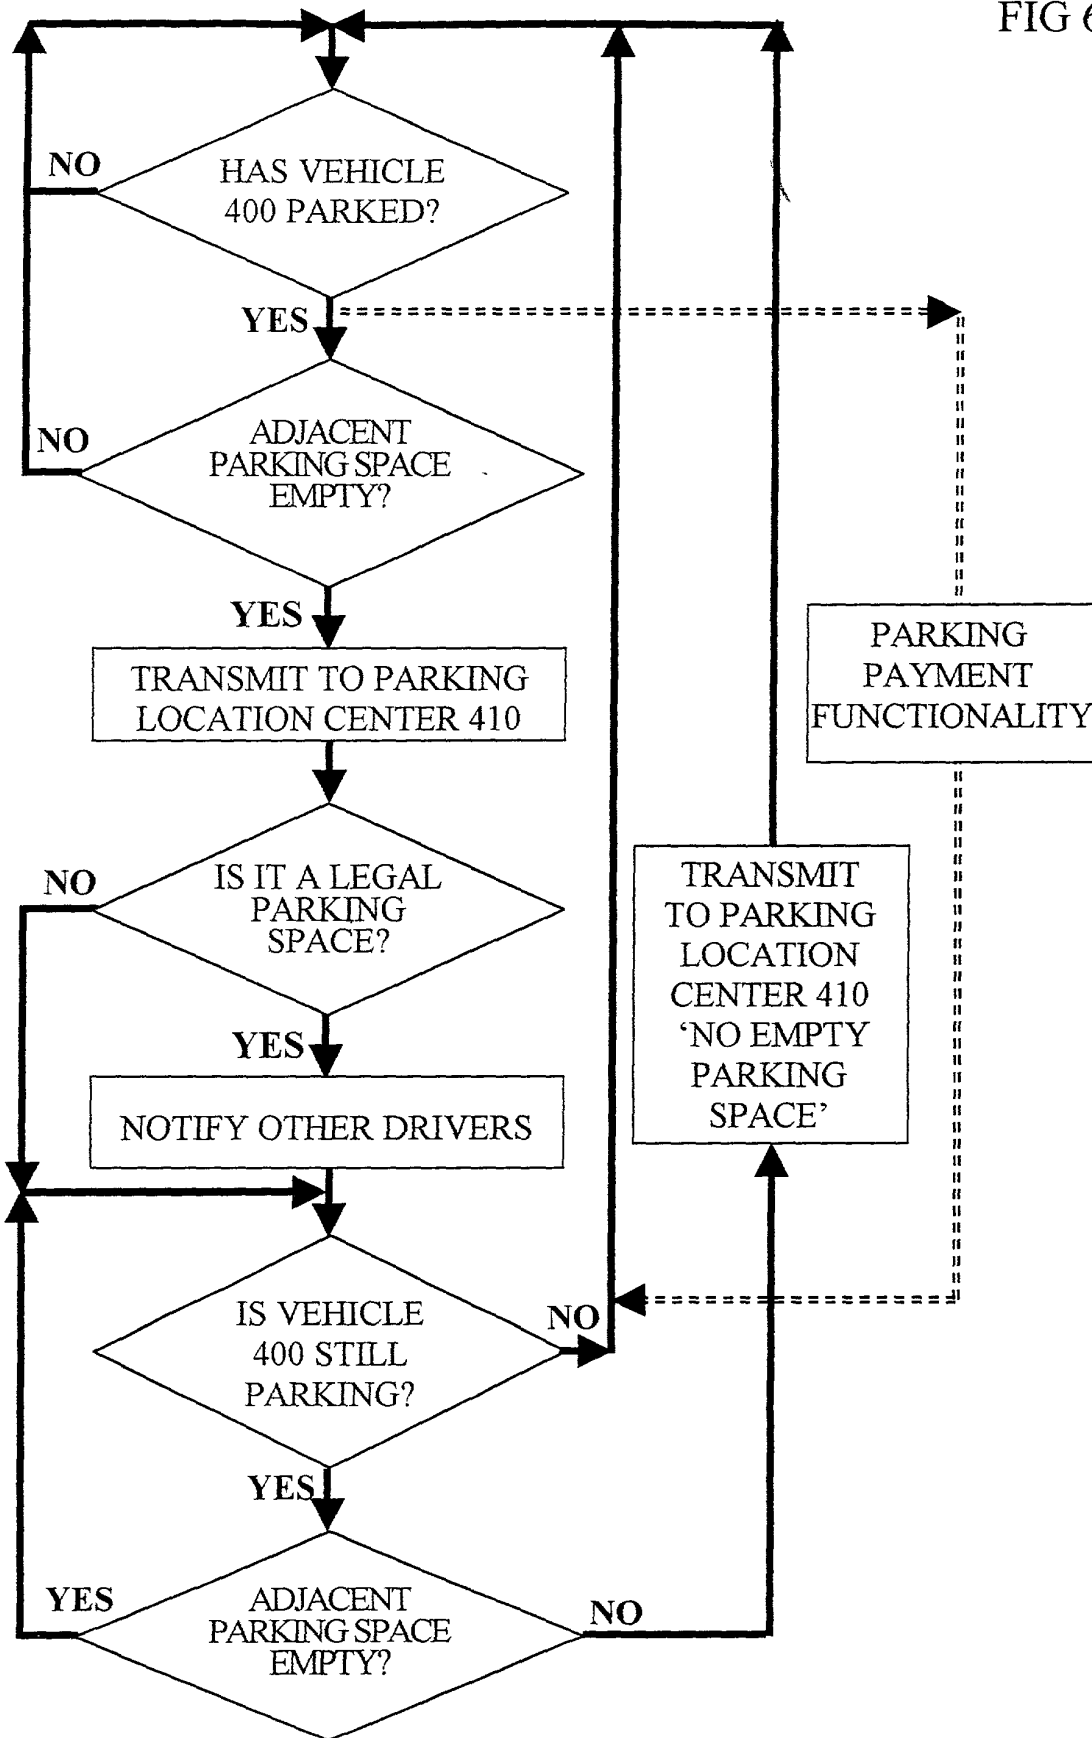 FIG 6
NO
HAS VEHICLE
400 PARKED?
YES
NO
ADJACENT
PARKING SPACE
EMPTY?
YES
TRANSMIT TO PARKING
LOCATION CENTER 410
PARKING
PAYMENT
FUNCTIONALITY
NO
IS IT A LEGAL
PARKING
SPACE?
TRANSMIT
TO PARKING
LOCATION
CENTER 410
‘NO EMPTY
PARKING
SPACE’
YES
NOTIFY OTHER DRIVERS
IS VEHICLE
400 STILL
PARKING?
NO
YES
YES
ADJACENT
PARKING SPACE
EMPTY?
NO